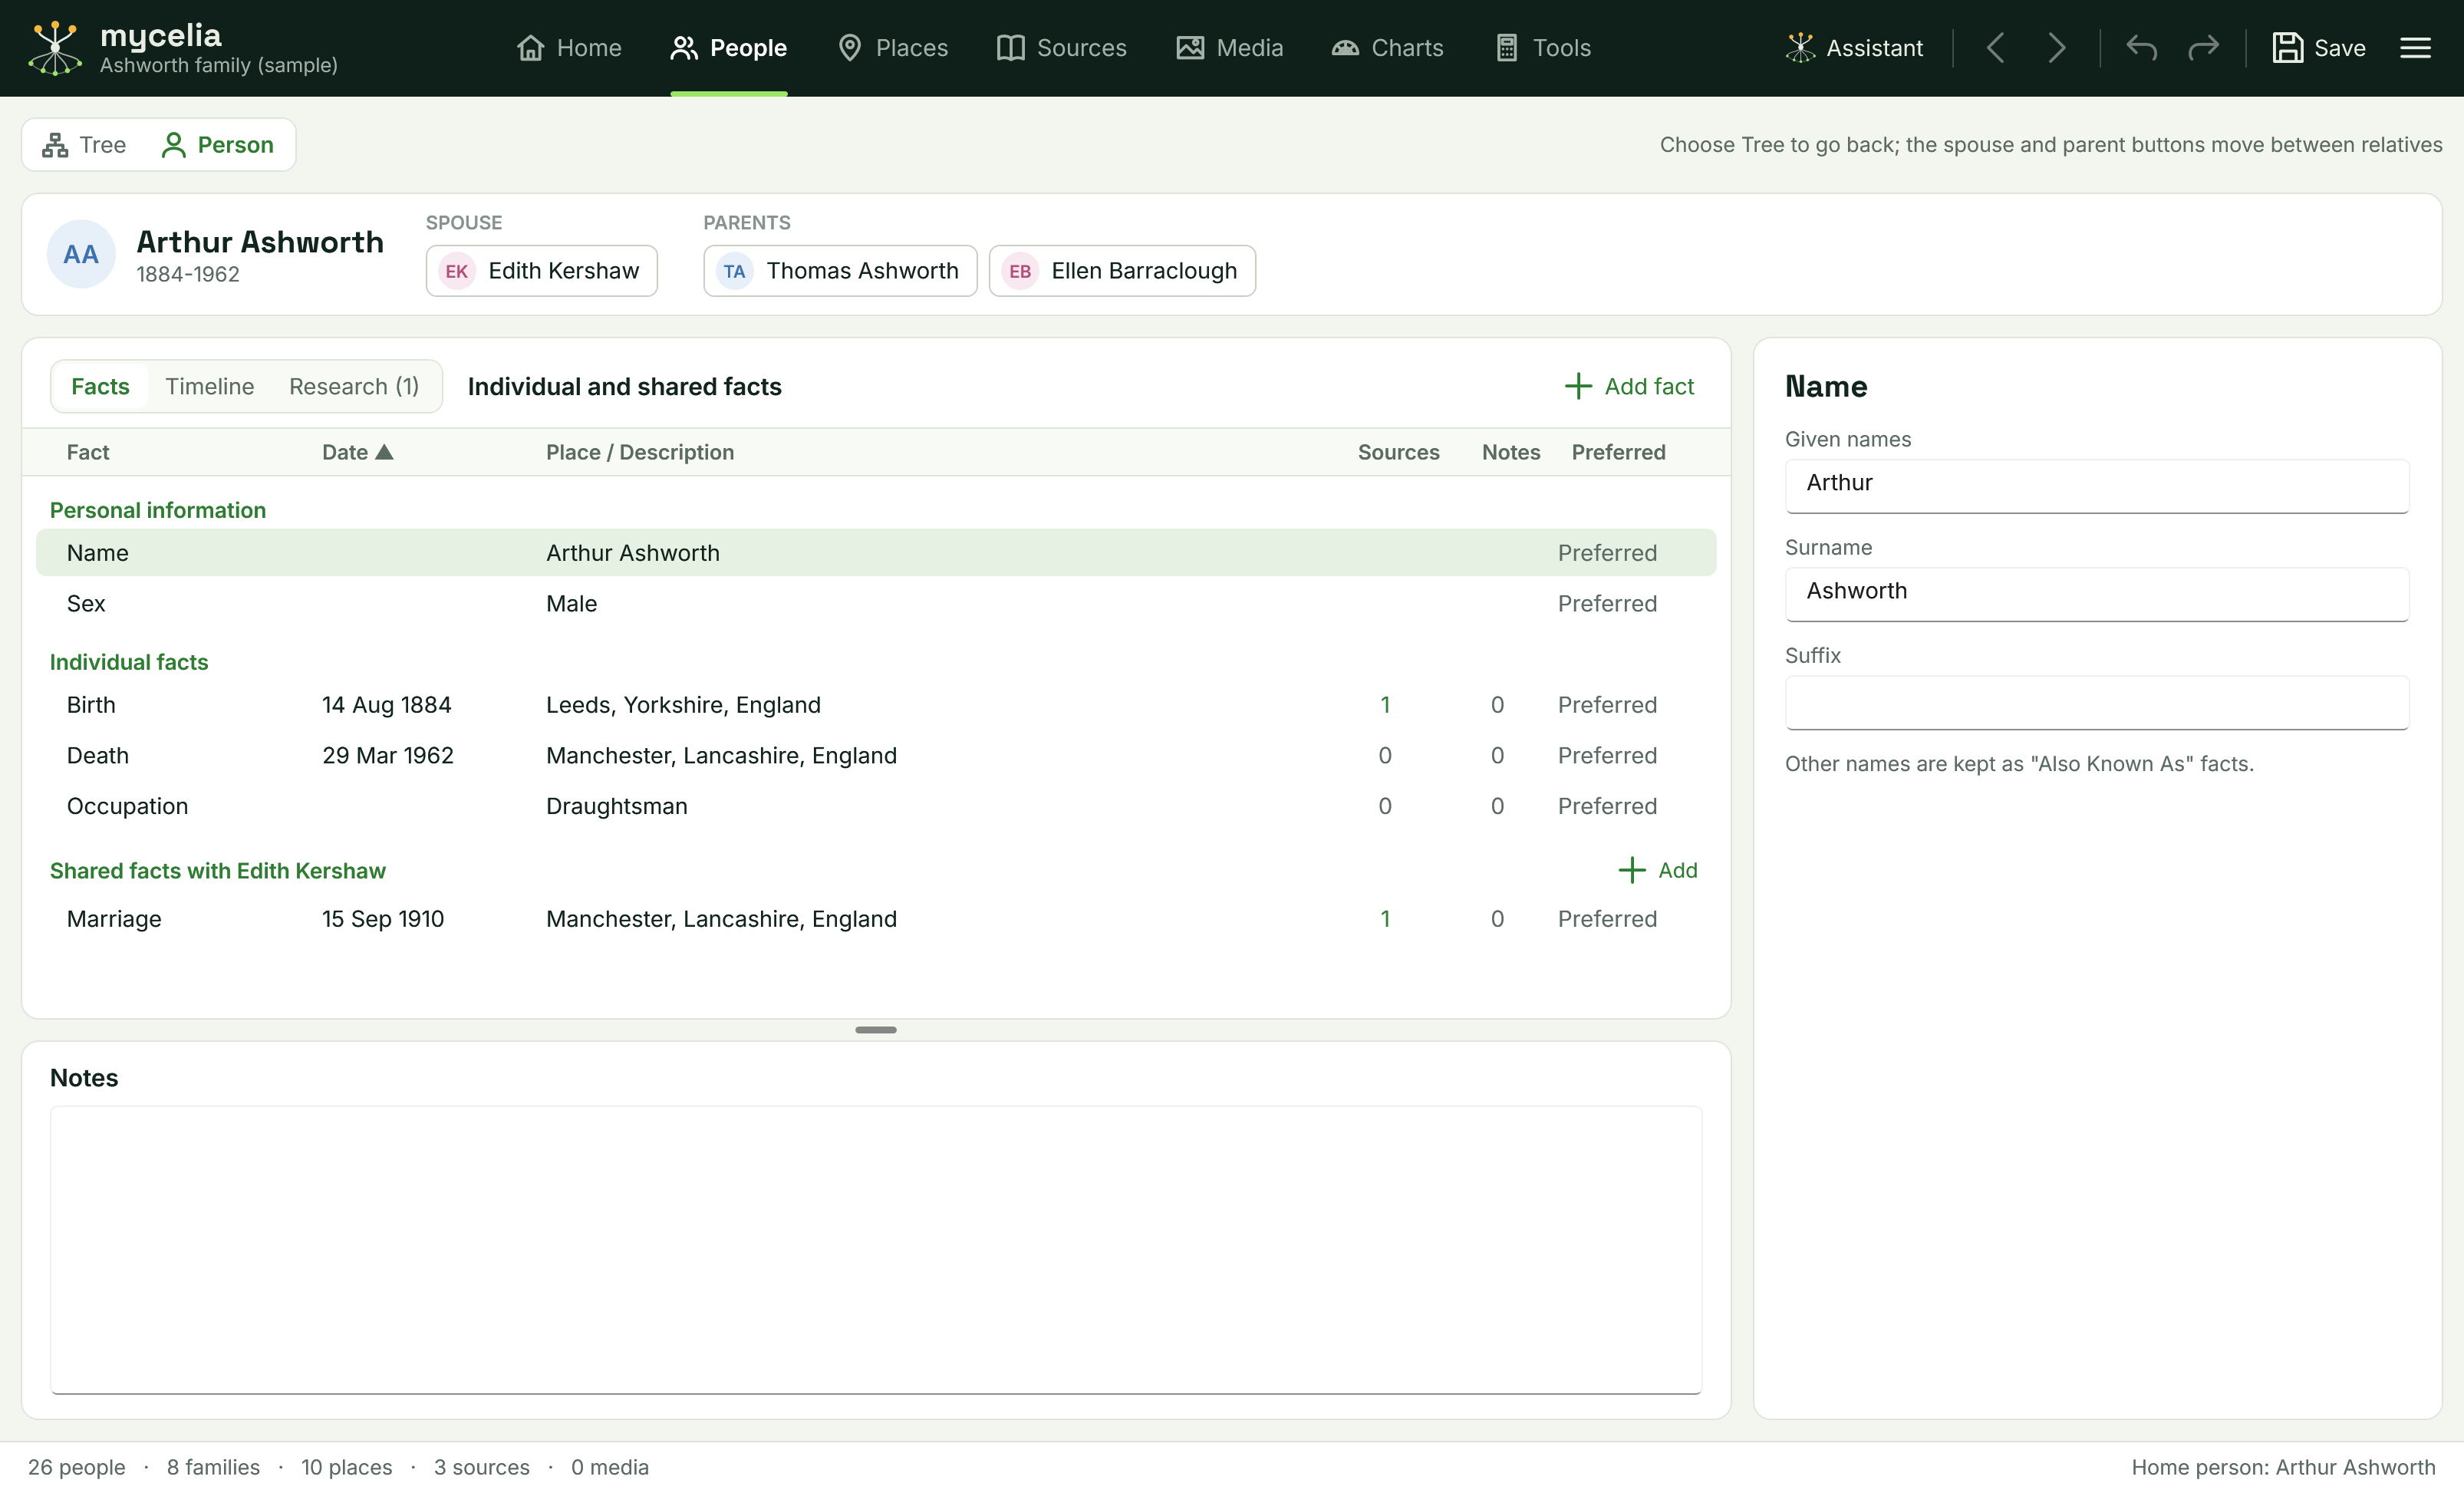 mycelia
Ashworth family (sample)
Home People Places Sources Media Charts Tools
Assistant Save
Tree Person
Choose Tree to go back; the spouse and parent buttons move between relatives
AA
Arthur Ashworth
1884-1962
SPOUSE
EK Edith Kershaw
PARENTS
TA Thomas Ashworth
EB Ellen Barraclough
Facts Timeline Research (1)
Individual and shared facts
Add fact
Fact Date ▲ Place / Description Sources Notes Preferred
Personal information
Name Arthur Ashworth Preferred
Sex Male Preferred
Individual facts
Birth 14 Aug 1884 Leeds, Yorkshire, England 1 0 Preferred
Death 29 Mar 1962 Manchester, Lancashire, England 0 0 Preferred
Occupation Draughtsman 0 0 Preferred
Shared facts with Edith Kershaw Add
Marriage 15 Sep 1910 Manchester, Lancashire, England 1 0 Preferred
Notes
Name
Given names
Arthur
Surname
Ashworth
Suffix
Other names are kept as "Also Known As" facts.
26 people · 8 families · 10 places · 3 sources · 0 media
Home person: Arthur Ashworth